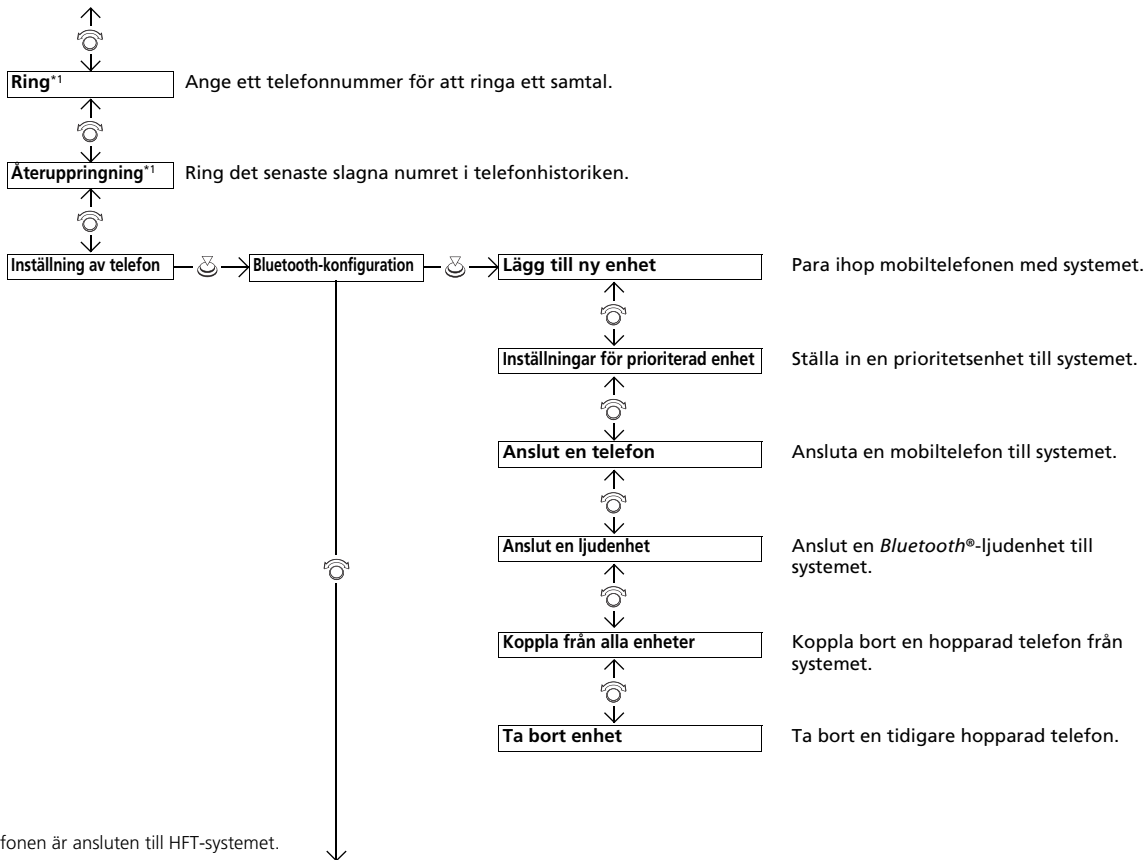 Ring*1 Ange ett telefonnummer för att ringa ett samtal.
Återuppringning*1 Ring det senaste slagna numret i telefonhistoriken.
Inställning av telefon Bluetooth-konfiguration Lägg till ny enhet Para ihop mobiltelefonen med systemet.
Inställningar för prioriterad enhet Ställa in en prioritetsenhet till systemet.
Anslut en telefon Ansluta en mobiltelefon till systemet.
Anslut en ljudenhet Anslut en Bluetooth®-ljudenhet till
systemet.
Koppla från alla enheter Koppla bort en hopparad telefon från
systemet.
Ta bort enhet Ta bort en tidigare hopparad telefon.
är ansluten till HFT-systemet.